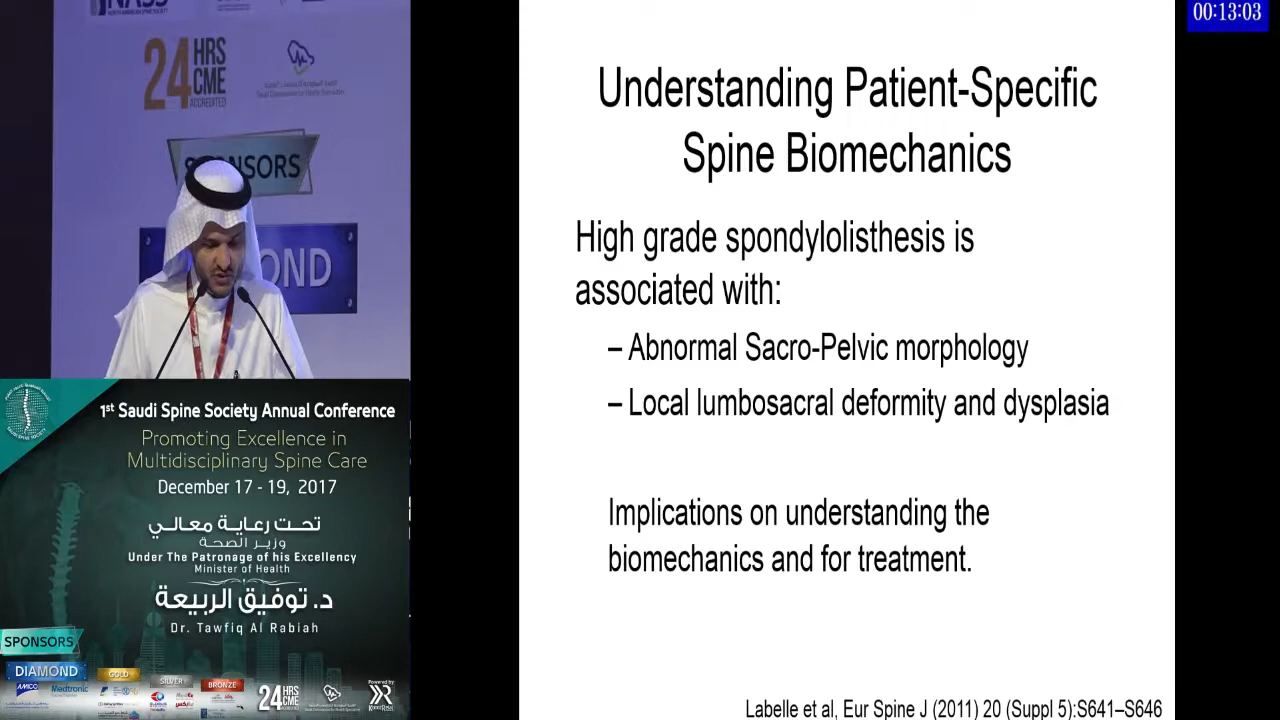 NASS
24 HRS
CME
ACCREDITED
SPONSORS
OND
00:13:03
Understanding Patient-Specific
Spine Biomechanics
High grade spondylolisthesis is
associated with:
– Abnormal Sacro-Pelvic morphology
– Local lumbosacral deformity and dysplasia
Implications on understanding the
biomechanics and for treatment.
Labelle et al, Eur Spine J (2011) 20 (Suppl 5):S641–S646
1st Saudi Spine Society Annual Conference
Promoting Excellence in
Multidisciplinary Spine Care
December 17 - 19, 2017
تحت رعاية معالي
وزير الصحة
Under The Patronage of his Excellency
Minister of Health
د. توفيق الربيعة
Dr. Tawfiq Al Rabiah
SPONSORS
DIAMOND
GOLD
SILVER
BRONZE
AMCO
Medtronic
24 HRS
CME
Powered by